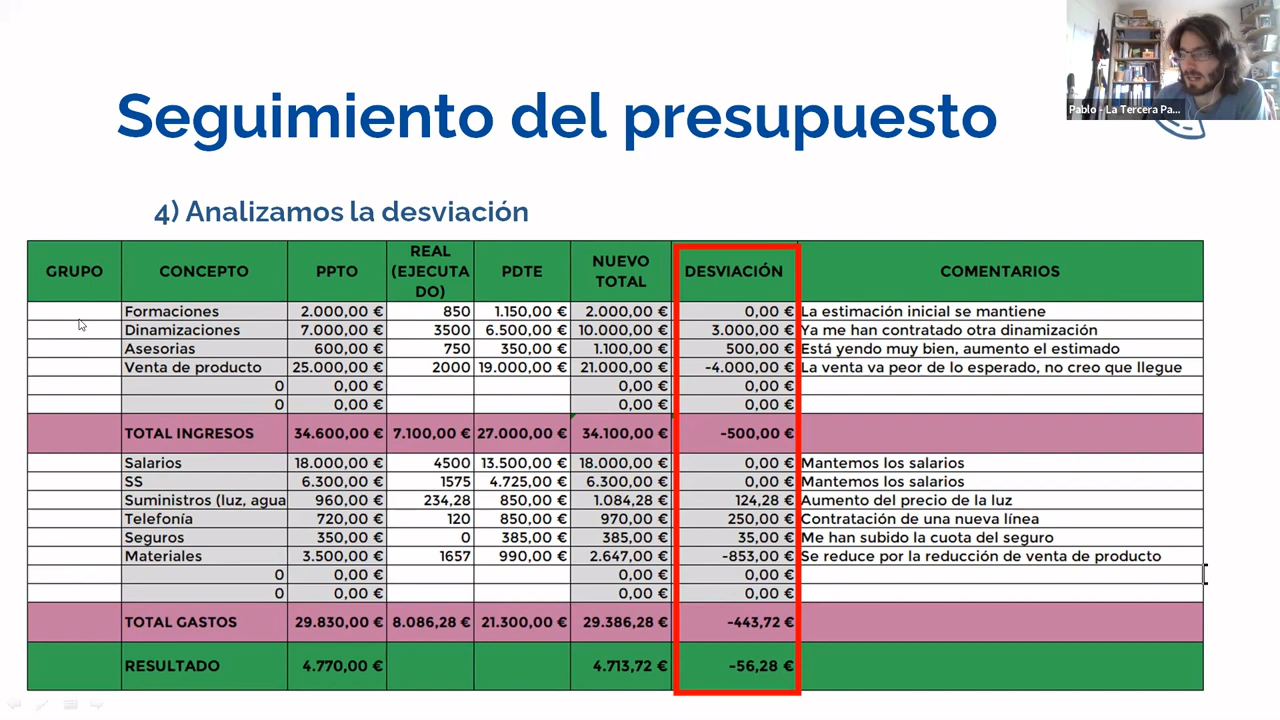 Pablo - La Tercera Pa...
Seguimiento del presupuesto
4) Analizamos la desviación
GRUPO CONCEPTO PPTO REAL (EJECUTADO) PDTE NUEVO TOTAL DESVIACIÓN COMENTARIOS
Formaciones 2.000,00 € 850 1.150,00 € 2.000,00 € 0,00 € La estimación inicial se mantiene
Dinamizaciones 7.000,00 € 3500 6.500,00 € 10.000,00 € 3.000,00 € Ya me han contratado otra dinamización
Asesorias 600,00 € 750 350,00 € 1.100,00 € 500,00 € Está yendo muy bien, aumento el estimado
Venta de producto 25.000,00 € 2000 19.000,00 € 21.000,00 € -4.000,00 € La venta va peor de lo esperado, no creo que llegue
0 0,00 € 0,00 € 0,00 €
0 0,00 € 0,00 € 0,00 €
TOTAL INGRESOS 34.600,00 € 7.100,00 € 27.000,00 € 34.100,00 € -500,00 €
Salarios 18.000,00 € 4500 13.500,00 € 18.000,00 € 0,00 € Mantemos los salarios
SS 6.300,00 € 1575 4.725,00 € 6.300,00 € 0,00 € Mantemos los salarios
Suministros (luz, agua 960,00 € 234,28 850,00 € 1.084,28 € 124,28 € Aumento del precio de la luz
Telefonía 720,00 € 120 850,00 € 970,00 € 250,00 € Contratación de una nueva línea
Seguros 350,00 € 0 385,00 € 385,00 € 35,00 € Me han subido la cuota del seguro
Materiales 3.500,00 € 1657 990,00 € 2.647,00 € -853,00 € Se reduce por la reducción de venta de producto
0 0,00 € 0,00 € 0,00 €
0 0,00 € 0,00 € 0,00 €
TOTAL GASTOS 29.830,00 € 8.086,28 € 21.300,00 € 29.386,28 € -443,72 €
RESULTADO 4.770,00 € 4.713,72 € -56,28 €